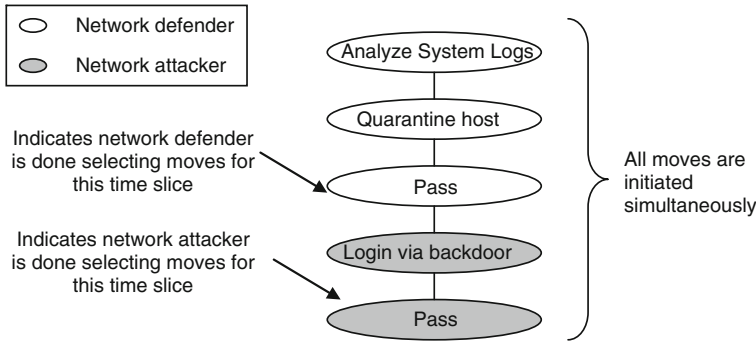 Network defender
Network attacker
Analyze System Logs
Quarantine host
Indicates network defender
is done selecting moves for
this time slice
Pass
All moves are
initiated
simultaneously
Indicates network attacker
is done selecting moves for
this time slice
Login via backdoor
Pass